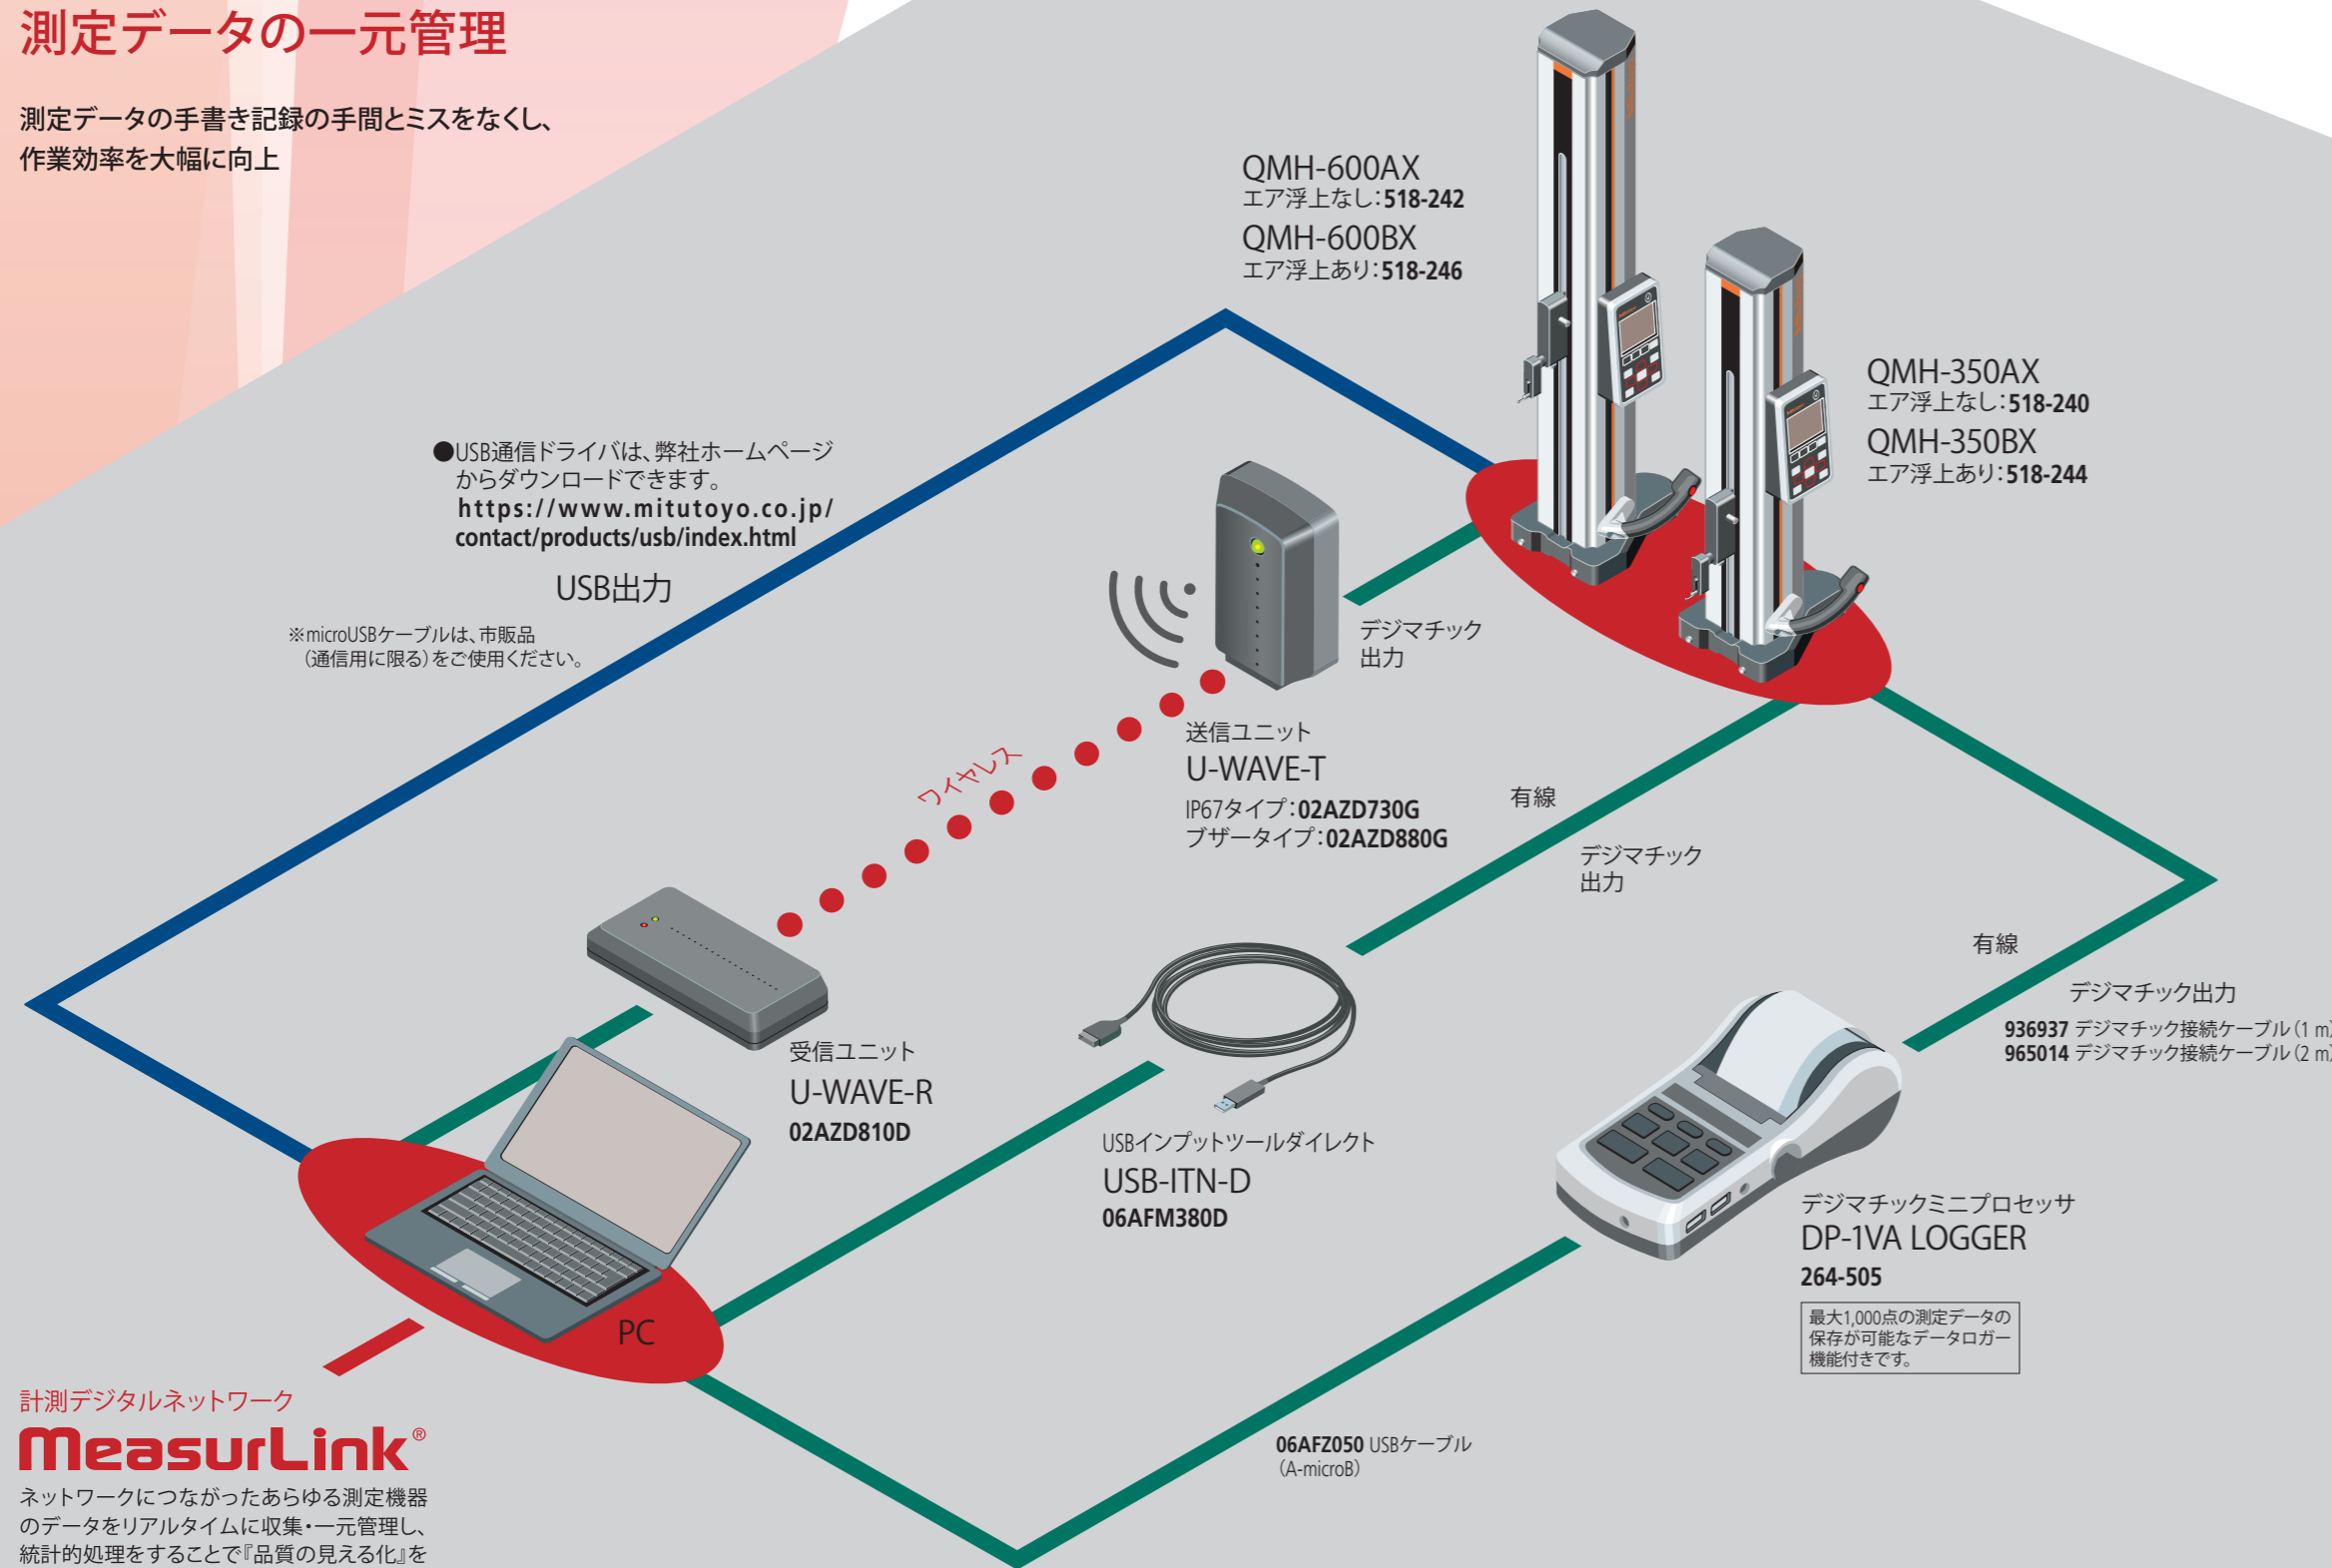 測定データの一元管理
測定データの手書き記録の手間とミスをなくし、
作業効率を大幅に向上
QMH-600AX
エア浮上なし：518-242
QMH-600BX
エア浮上あり：518-246
QMH-350AX
エア浮上なし：518-240
QMH-350BX
エア浮上あり：518-244
●USB通信ドライバは、弊社ホームページ
からダウンロードできます。
https://www.mitutoyo.co.jp/
contact/products/usb/index.html
USB出力
※microUSBケーブルは、市販品
（通信用に限る）をご使用ください。
デジマチック
出力
送信ユニット
U-WAVE-T
IP67タイプ：02AZD730G
ブザータイプ：02AZD880G
ワイヤレス
有線
デジマチック
出力
有線
デジマチック出力
936937 デジマチック接続ケーブル（1 m）
965014 デジマチック接続ケーブル（2 m）
受信ユニット
U-WAVE-R
02AZD810D
USBインプットツールダイレクト
USB-ITN-D
06AFM380D
デジマチックミニプロセッサ
DP-1VA LOGGER
264-505
最大1,000点の測定データの
保存が可能なデータロガー
機能付きです。
PC
06AFZ050 USBケーブル
（A-microB）
計測デジタルネットワーク
MeasurLink®
ネットワークにつながったあらゆる測定機器
のデータをリアルタイムに収集・一元管理し、
統計的処理をすることで『品質の見える化』を